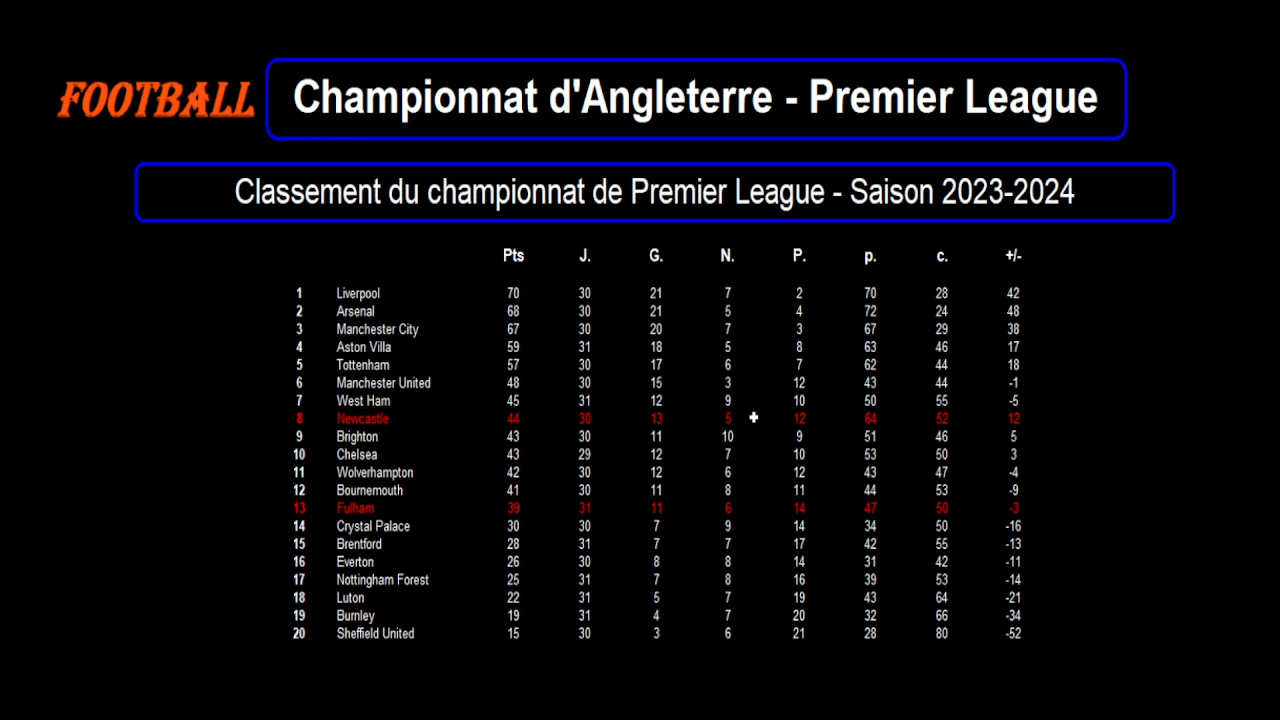 FOOTBALL Championnat d'Angleterre - Premier League
Classement du championnat de Premier League - Saison 2023-2024
Pts J. G. N. P. p. c. +/-
1 Liverpool 70 30 21 7 2 70 28 42
2 Arsenal 68 30 21 5 4 72 24 48
3 Manchester City 67 30 20 7 3 67 29 38
4 Aston Villa 59 31 18 5 8 63 46 17
5 Tottenham 57 30 17 6 7 62 44 18
6 Manchester United 48 30 15 3 12 43 44 -1
7 West Ham 45 31 12 9 10 50 55 -5
8 Newcastle 44 30 13 5 12 64 52 12
9 Brighton 43 30 11 10 9 51 46 5
10 Chelsea 43 29 12 7 10 53 50 3
11 Wolverhampton 42 30 12 6 12 43 47 -4
12 Bournemouth 41 30 11 8 11 44 53 -9
13 Fulham 39 31 11 6 14 47 50 -3
14 Crystal Palace 30 30 7 9 14 34 50 -16
15 Brentford 28 31 7 7 17 42 55 -13
16 Everton 26 30 8 8 14 31 42 -11
17 Nottingham Forest 25 31 7 8 16 39 53 -14
18 Luton 22 31 5 7 19 43 64 -21
19 Burnley 19 31 4 7 20 32 66 -34
20 Sheffield United 15 30 3 6 21 28 80 -52